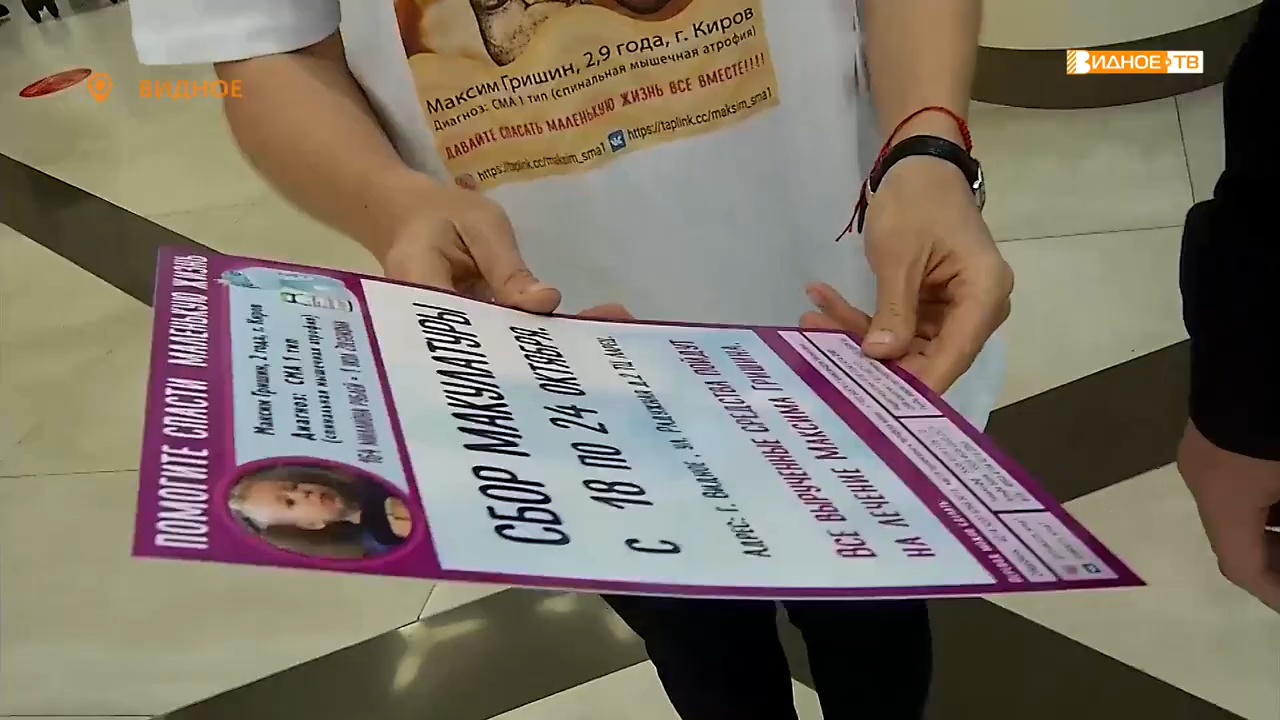 ВИДНОЕ
ВИДНОЕ ТВ
Максим Гришин, 2,9 года, г. Киров
Диагноз: СМА 1 тип (спинальная мышечная атрофия)
ДАВАЙТЕ СПАСАТЬ МАЛЕНЬКУЮ ЖИЗНЬ ВСЕ ВМЕСТЕ!!!!
https://taplink.cc/maksim_sma1 https://taplink.cc/maksim_sma1
ПОМОГИТЕ СПАСТИ МАЛЕНЬКУЮ ЖИЗНЬ
Максим Гришин, 2 года, г. Киров
Диагноз: СМА 1 тип
(спинальная мышечная атрофия)
СБОР МАКУЛАТУРЫ
С 18 ПО 24 ОКТЯБРЯ.
АДРЕС: Г. ВИДНОЕ, УЛ.
ВСЕ ВЫРУЧЕННЫЕ СРЕДСТВА ПОЙДУТ
НА ЛЕЧЕНИЕ МАКСИМА ГРИШИНА.